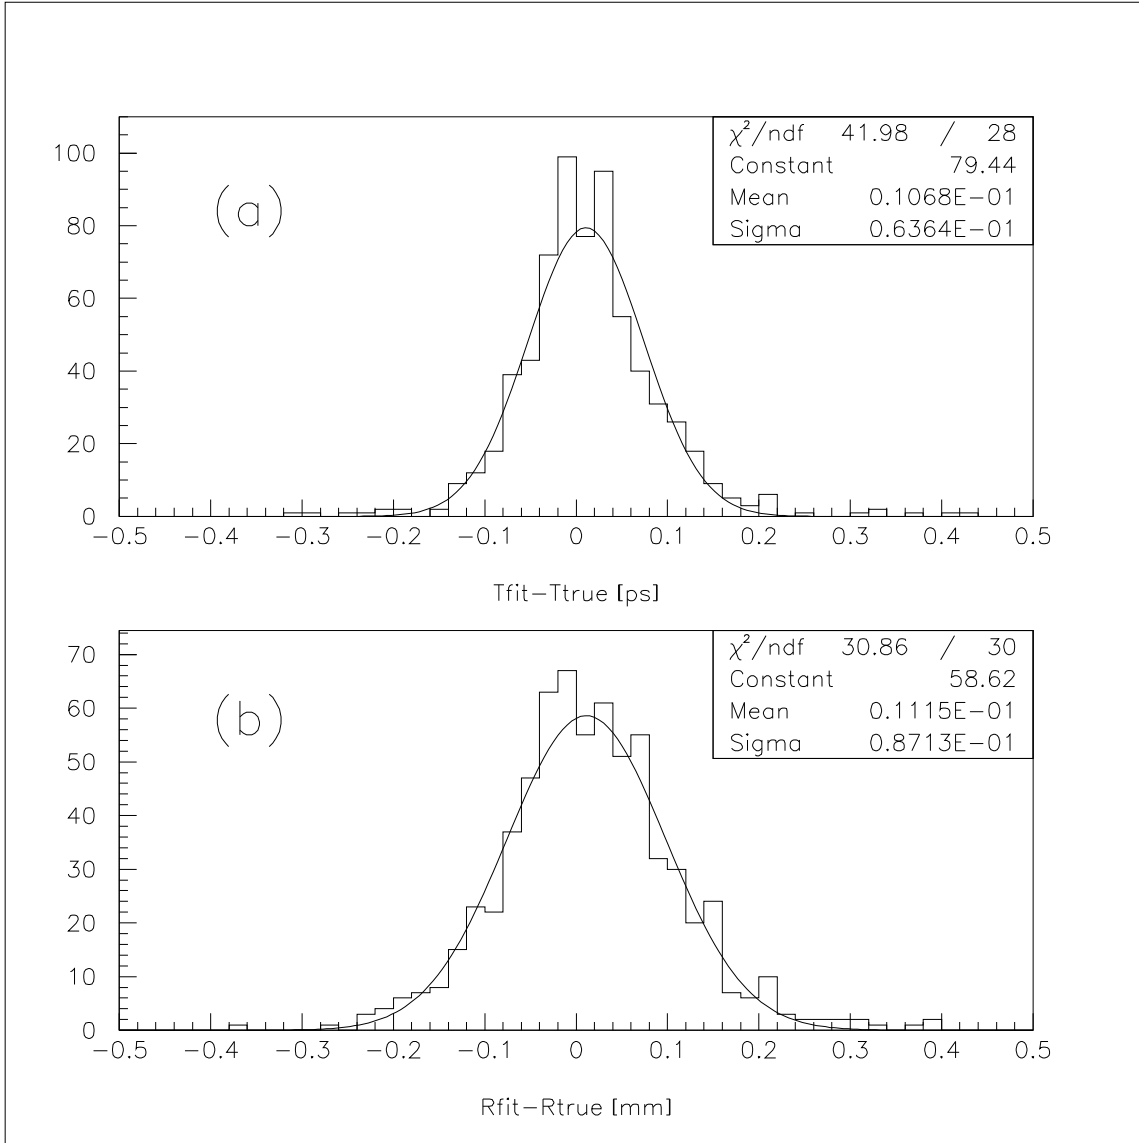 χ²/ndf 41.98 / 28
Constant 79.44
Mean 0.1068E−01
Sigma 0.6364E−01
(a)
100
80
60
40
20
0
−0.5 −0.4 −0.3 −0.2 −0.1 0 0.1 0.2 0.3 0.4 0.5
Tfit−Ttrue [ps]
χ²/ndf 30.86 / 30
Constant 58.62
Mean 0.1115E−01
Sigma 0.8713E−01
(b)
70
60
50
40
30
20
10
0
−0.5 −0.4 −0.3 −0.2 −0.1 0 0.1 0.2 0.3 0.4 0.5
Rfit−Rtrue [mm]